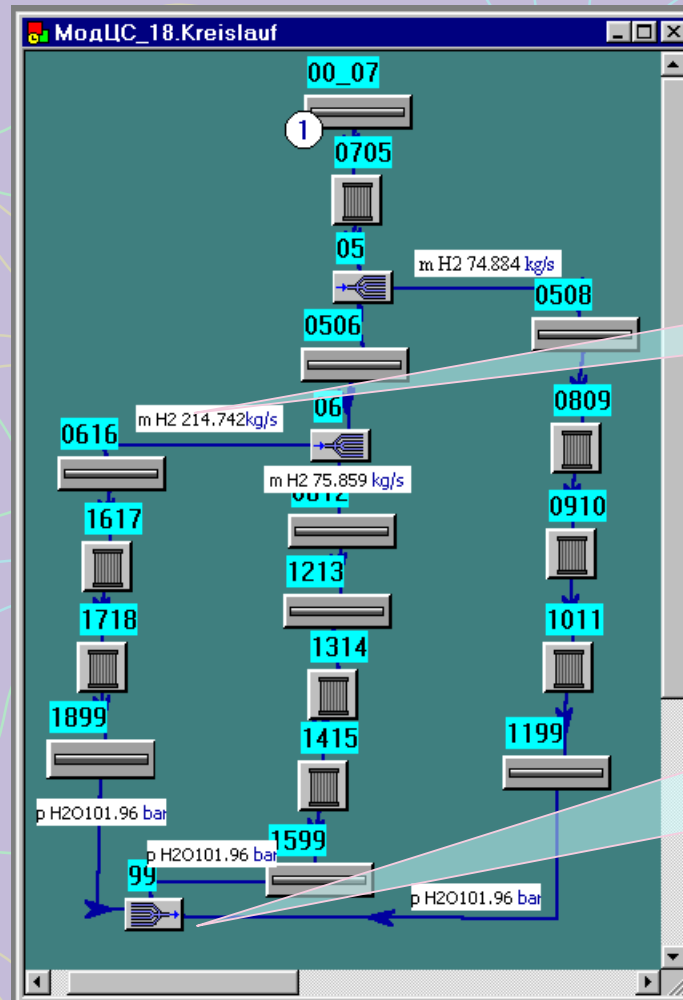 МодЦС_18.Kreislauf
00_07
1
0705
05
m H2 74.884 kg/s
0508
0506
0809
m H2 214.742kg/s
06
0616
m H2 75.859 kg/s
0910
1617
1213
1718
1011
1314
1899
1415
1199
p H2O101.96 bar
1599
p H2O101.96 bar
99
p H2O101.96 bar